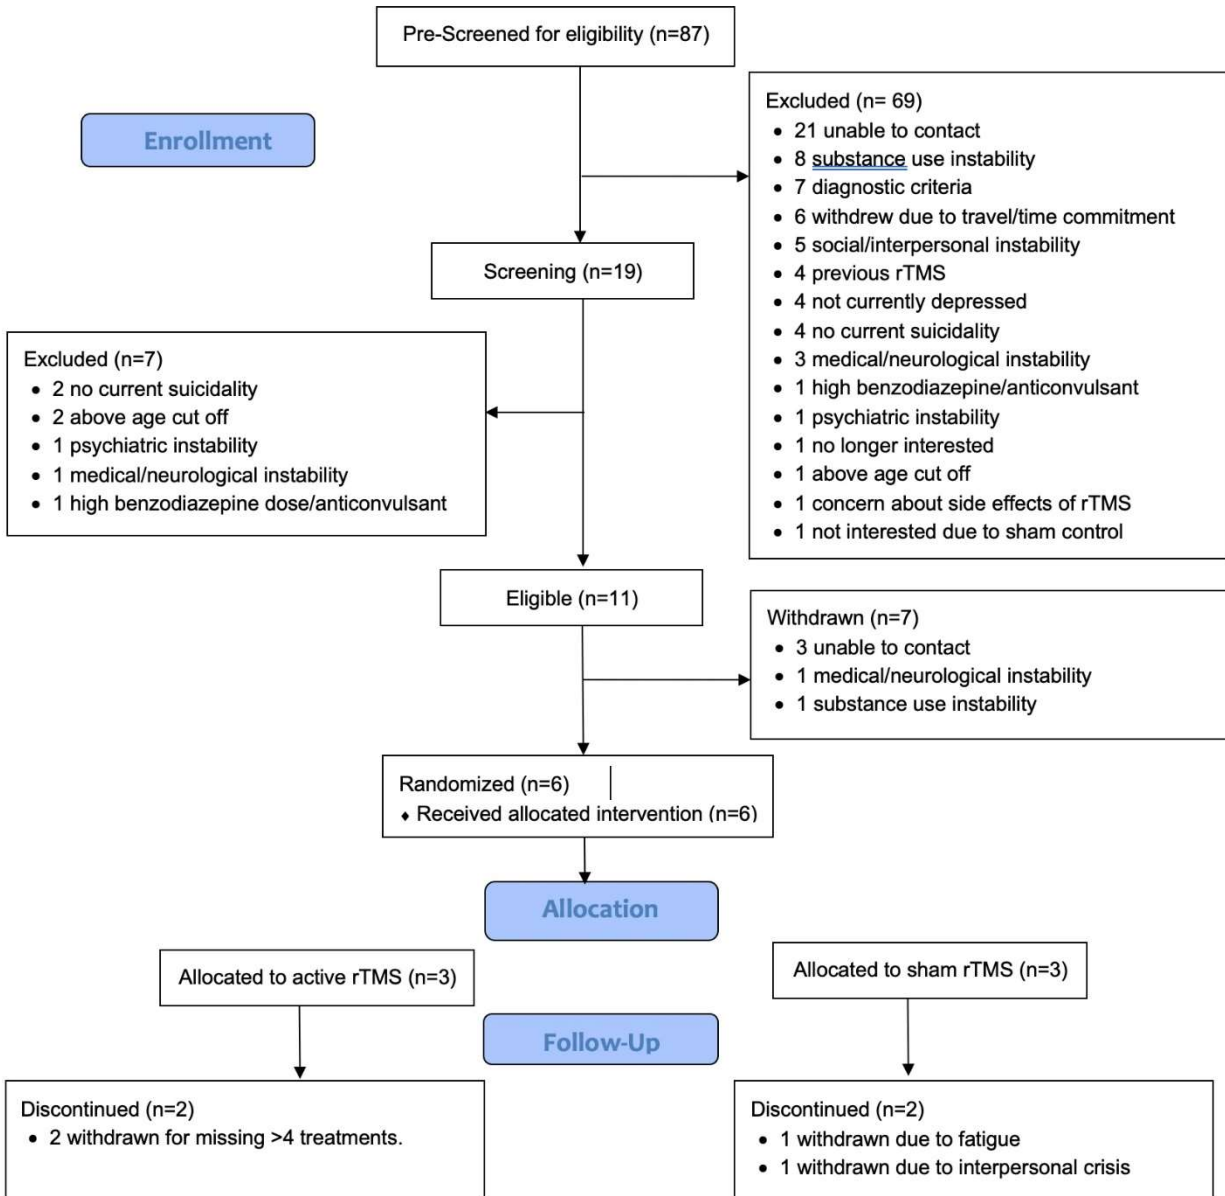 Pre-Screened for eligibility (n=87)
Enrollment
Excluded (n= 69)
• 21 unable to contact
• 8 substance use instability
• 7 diagnostic criteria
• 6 withdrew due to travel/time commitment
• 5 social/interpersonal instability
• 4 previous rTMS
• 4 not currently depressed
• 4 no current suicidality
• 3 medical/neurological instability
• 1 high benzodiazepine/anticonvulsant
• 1 psychiatric instability
• 1 no longer interested
• 1 above age cut off
• 1 concern about side effects of rTMS
• 1 not interested due to sham control
Screening (n=19)
Excluded (n=7)
• 2 no current suicidality
• 2 above age cut off
• 1 psychiatric instability
• 1 medical/neurological instability
• 1 high benzodiazepine dose/anticonvulsant
Eligible (n=11)
Withdrawn (n=7)
• 3 unable to contact
• 1 medical/neurological instability
• 1 substance use instability
Randomized (n=6)
♦ Received allocated intervention (n=6)
Allocation
Allocated to active rTMS (n=3)
Allocated to sham rTMS (n=3)
Follow-Up
Discontinued (n=2)
• 2 withdrawn for missing >4 treatments.
Discontinued (n=2)
• 1 withdrawn due to fatigue
• 1 withdrawn due to interpersonal crisis